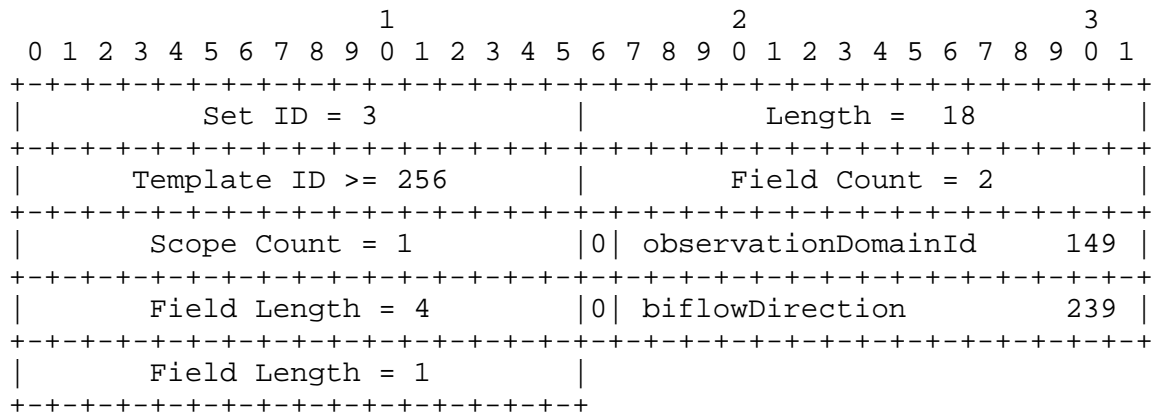 1                   2                   3
 0 1 2 3 4 5 6 7 8 9 0 1 2 3 4 5 6 7 8 9 0 1 2 3 4 5 6 7 8 9 0 1
+-+-+-+-+-+-+-+-+-+-+-+-+-+-+-+-+-+-+-+-+-+-+-+-+-+-+-+-+-+-+-+-+
|          Set ID = 3           |          Length =  18         |
+-+-+-+-+-+-+-+-+-+-+-+-+-+-+-+-+-+-+-+-+-+-+-+-+-+-+-+-+-+-+-+-+
|      Template ID >= 256       |        Field Count = 2        |
+-+-+-+-+-+-+-+-+-+-+-+-+-+-+-+-+-+-+-+-+-+-+-+-+-+-+-+-+-+-+-+-+
|       Scope Count = 1         |0| observationDomainId     149 |
+-+-+-+-+-+-+-+-+-+-+-+-+-+-+-+-+-+-+-+-+-+-+-+-+-+-+-+-+-+-+-+-+
|       Field Length = 4        |0| biflowDirection         239 |
+-+-+-+-+-+-+-+-+-+-+-+-+-+-+-+-+-+-+-+-+-+-+-+-+-+-+-+-+-+-+-+-+
|       Field Length = 1        |
+-+-+-+-+-+-+-+-+-+-+-+-+-+-+-+-+